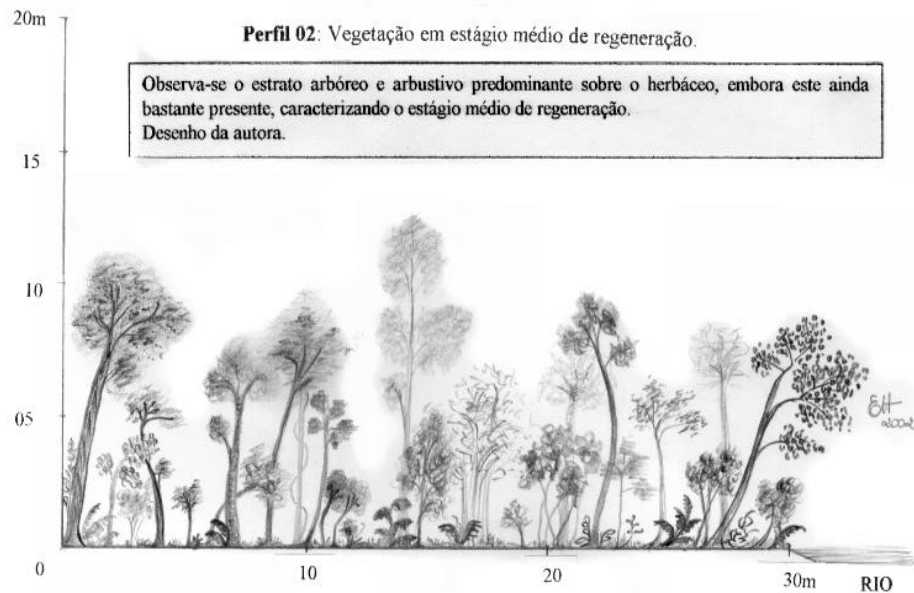 20m
Perfil 02: Vegetação em estágio médio de regeneração.
Observa-se o estrato arbóreo e arbustivo predominante sobre o herbáceo, embora este ainda
bastante presente, caracterizando o estágio médio de regeneração.
Desenho da autora.
15
10
05
2002
0
10
20
30m
RIO